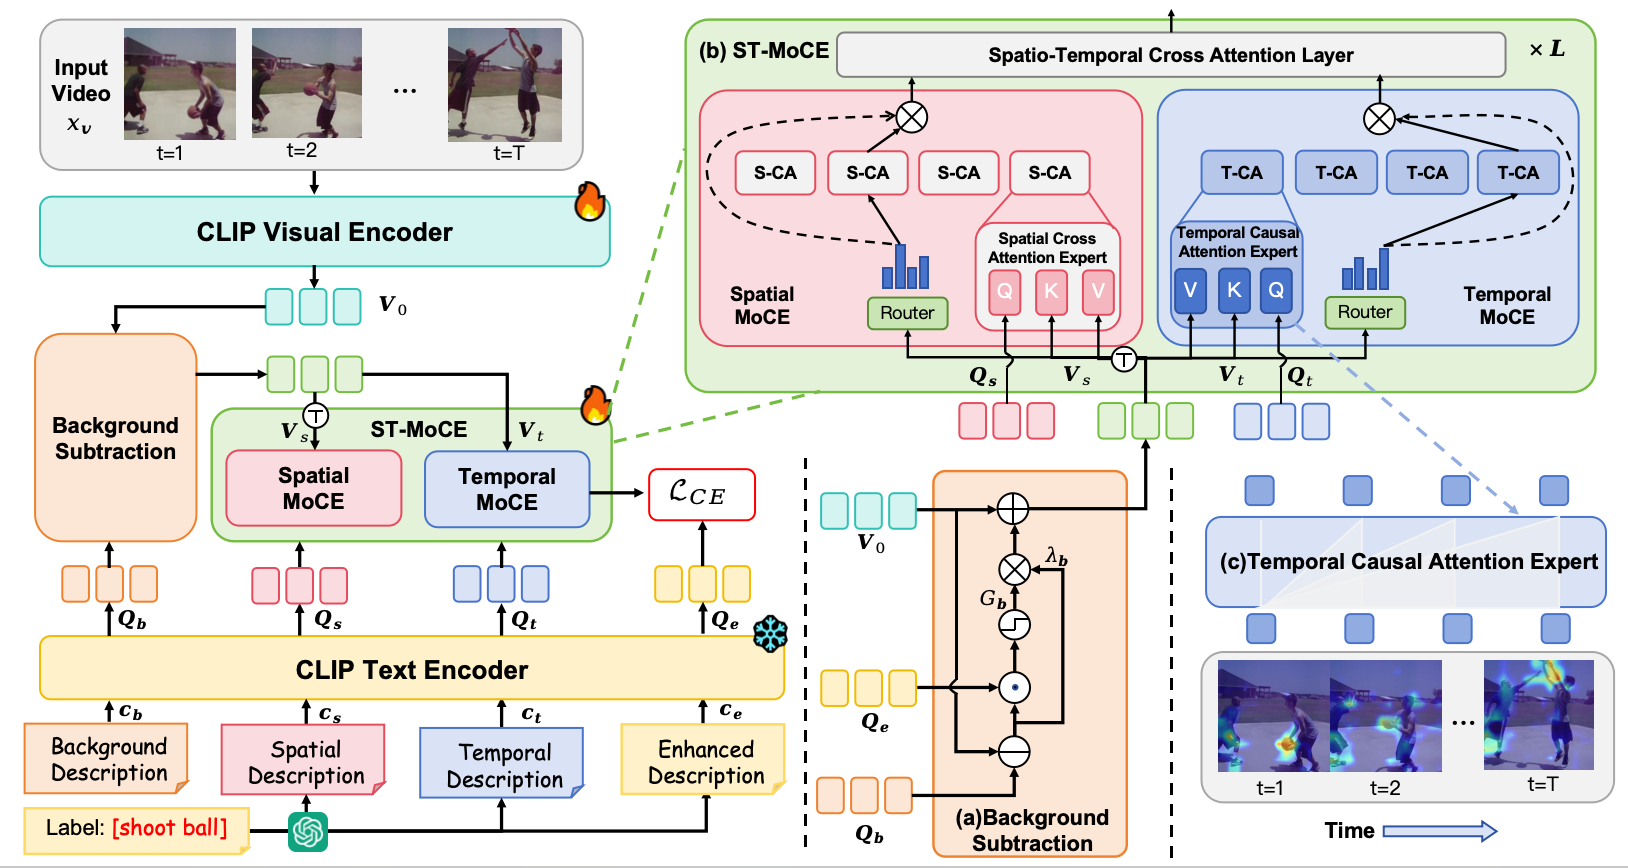 Input
Video
x_v
t=1
t=2
...
t=T
CLIP Visual Encoder
V_0
Background
Subtraction
T
V_s
ST-MoCE
V_t
Spatial
MoCE
Temporal
MoCE
L_CE
Q_b
Q_s
Q_t
Q_e
CLIP Text Encoder
c_b
c_s
c_t
c_e
Background
Description
Spatial
Description
Temporal
Description
Enhanced
Description
Label: [shoot ball]
(b) ST-MoCE
Spatio-Temporal Cross Attention Layer
× L
S-CA
S-CA
S-CA
S-CA
T-CA
T-CA
T-CA
T-CA
Spatial Cross
Attention Expert
Q
K
V
Spatial
MoCE
Router
Temporal Causal
Attention Expert
V
K
Q
Router
Temporal
MoCE
T
Q_s
V_s
V_t
Q_t
V_0
λ_b
G_b
Q_e
Q_b
(a)Background
Subtraction
(c)Temporal Causal Attention Expert
t=1
t=2
...
t=T
Time